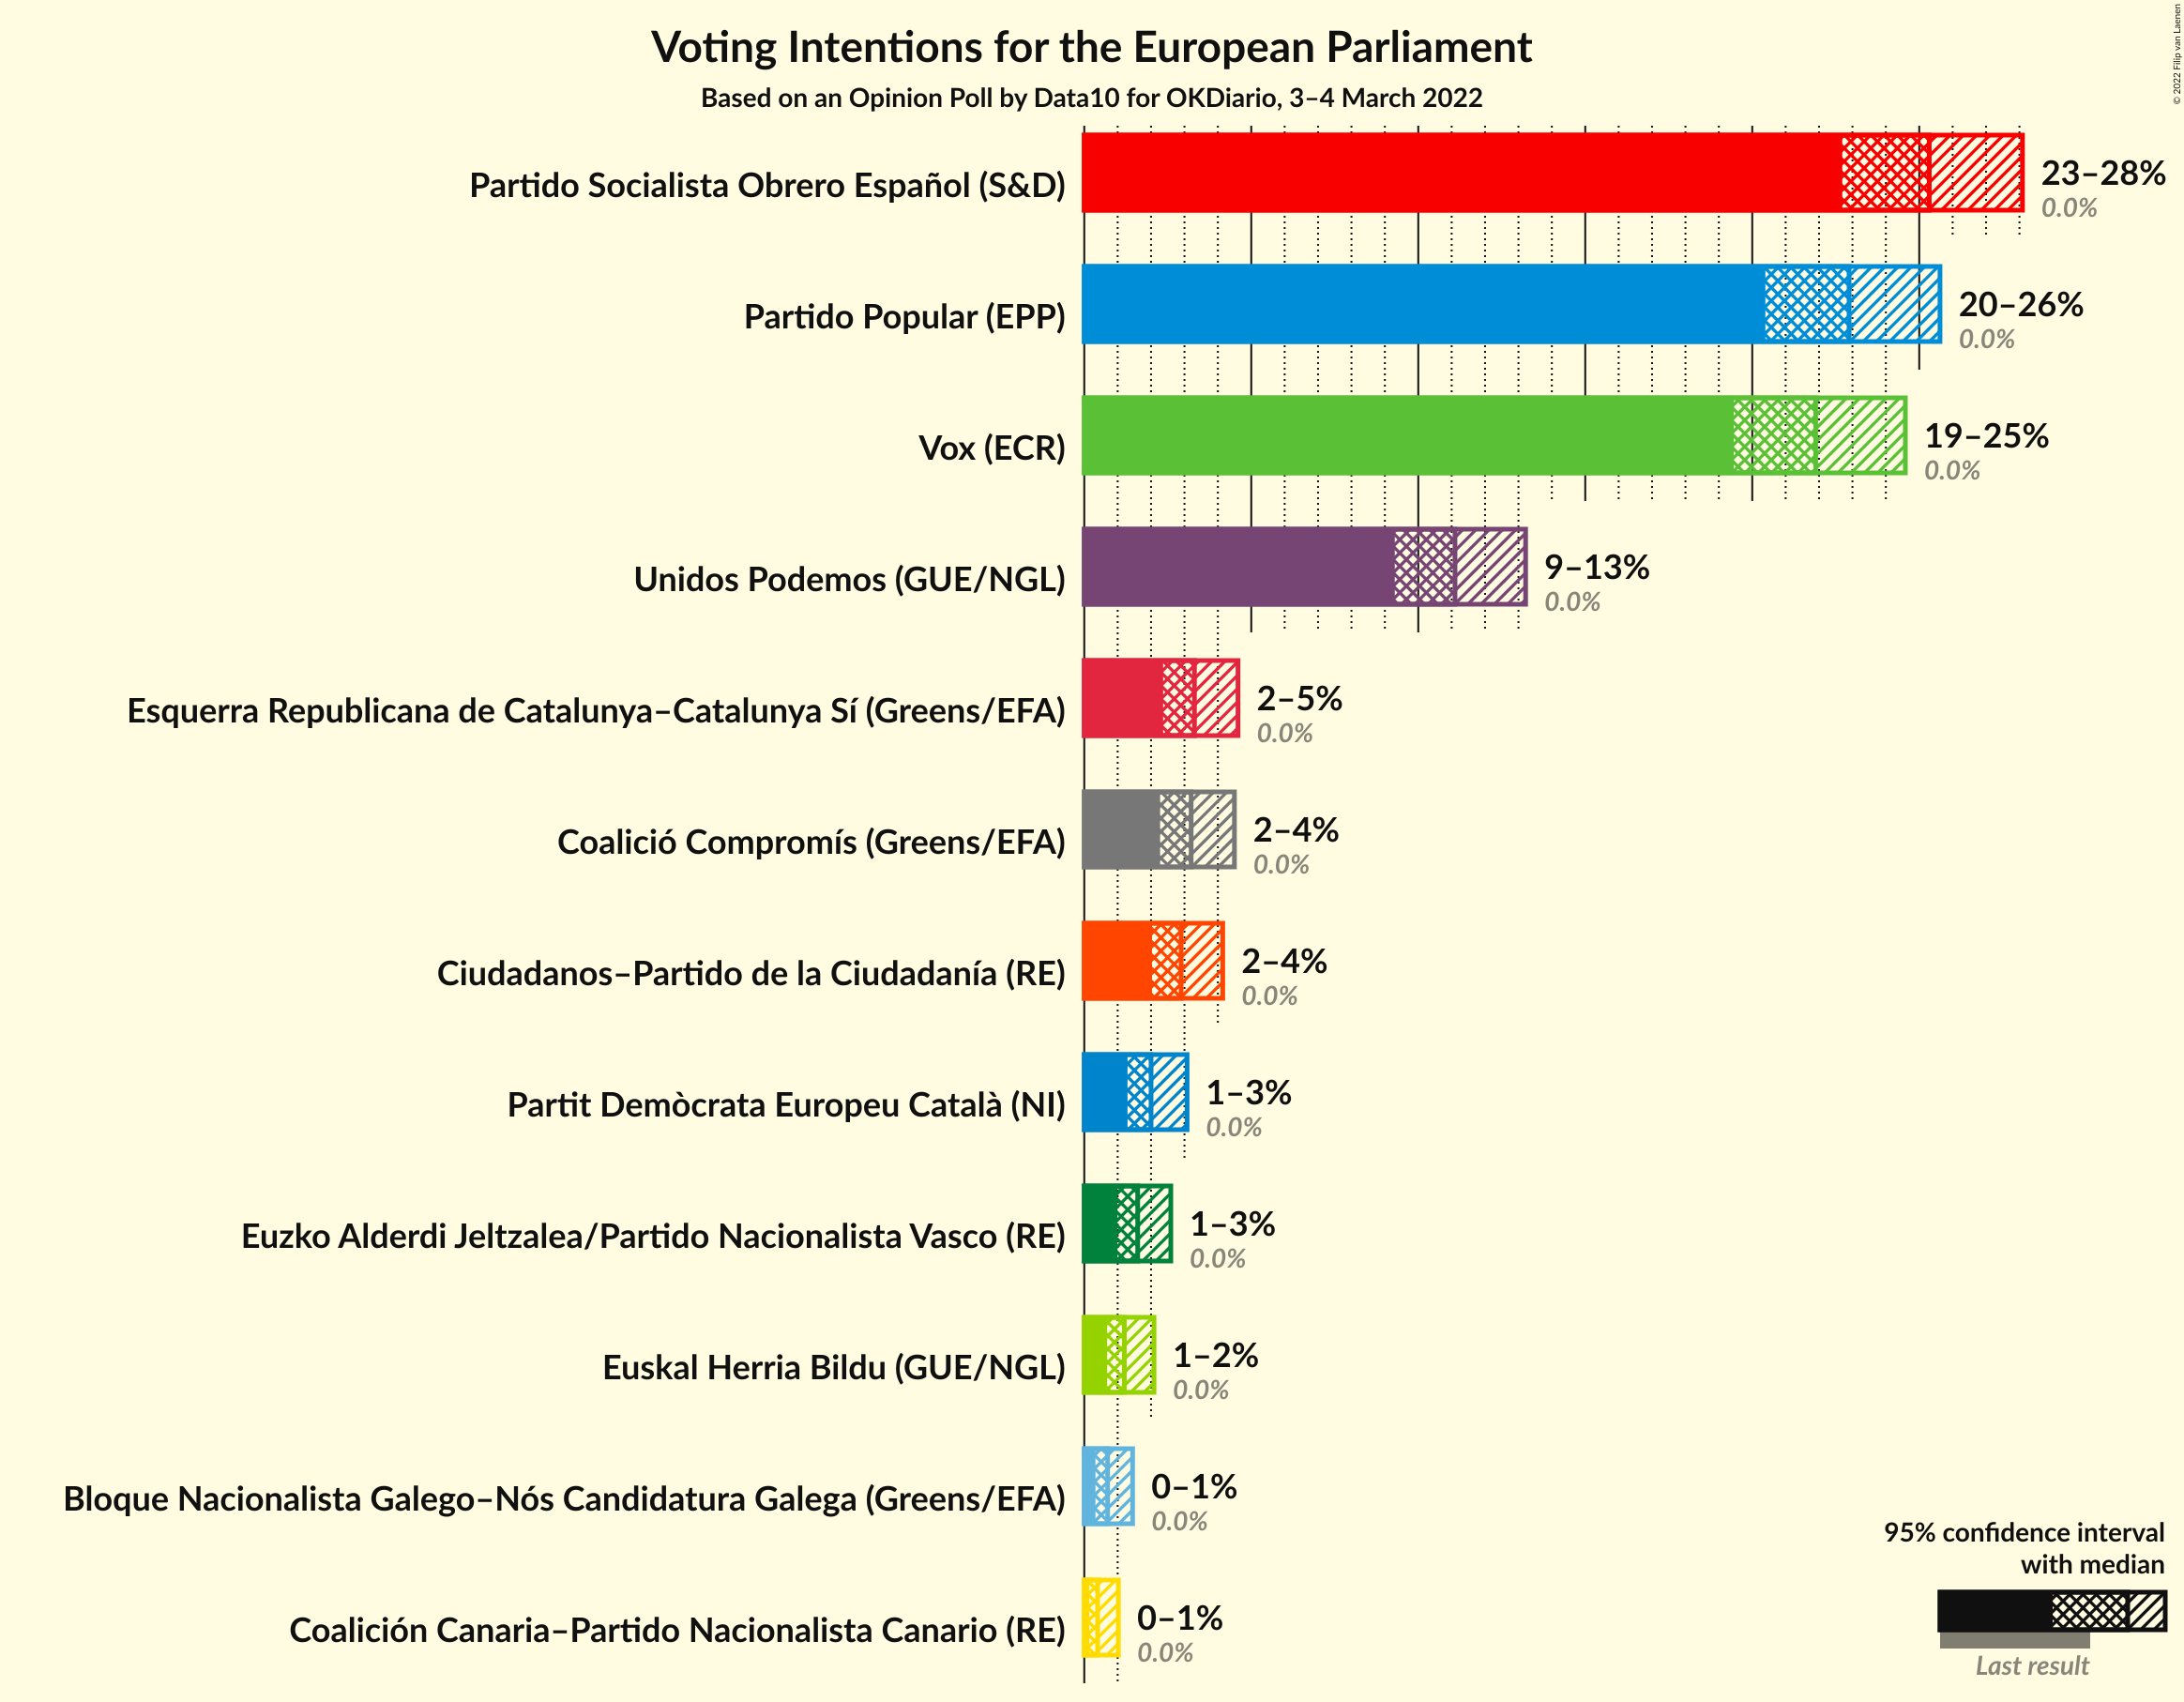 Voting Intentions for the European Parliament
Based on an Opinion Poll by Data10 for OKDiario, 3–4 March 2022
© 2022 Filip van Laenen
Partido Socialista Obrero Español (S&D)
23–28%
0.0%
Partido Popular (EPP)
20–26%
0.0%
Vox (ECR)
19–25%
0.0%
Unidos Podemos (GUE/NGL)
9–13%
0.0%
Esquerra Republicana de Catalunya–Catalunya Sí (Greens/EFA)
2–5%
0.0%
Coalició Compromís (Greens/EFA)
2–4%
0.0%
Ciudadanos–Partido de la Ciudadanía (RE)
2–4%
0.0%
Partit Demòcrata Europeu Català (NI)
1–3%
0.0%
Euzko Alderdi Jeltzalea/Partido Nacionalista Vasco (RE)
1–3%
0.0%
Euskal Herria Bildu (GUE/NGL)
1–2%
0.0%
Bloque Nacionalista Galego–Nós Candidatura Galega (Greens/EFA)
0–1%
0.0%
Coalición Canaria–Partido Nacionalista Canario (RE)
0–1%
0.0%
95% confidence interval
with median
Last result